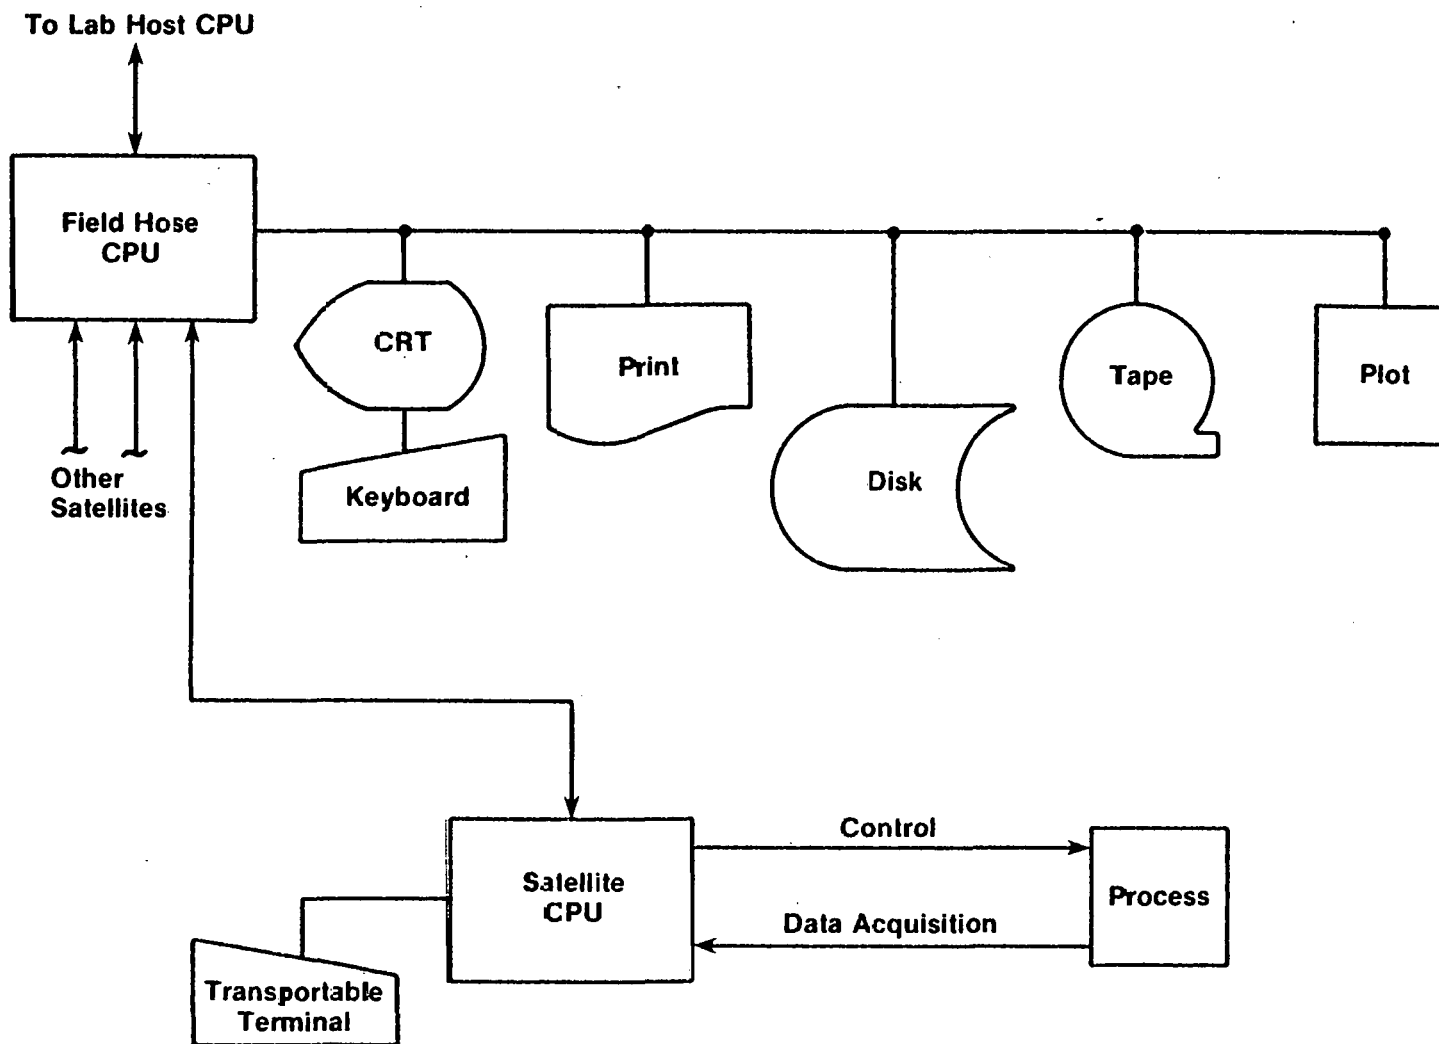 To Lab Host CPU
Field Hose
CPU
CRT
Print
Tape
Plot
Disk
Keyboard
Other
Satellites
Control
Satellite
CPU
Process
Data Acquisition
Transportable
Terminal